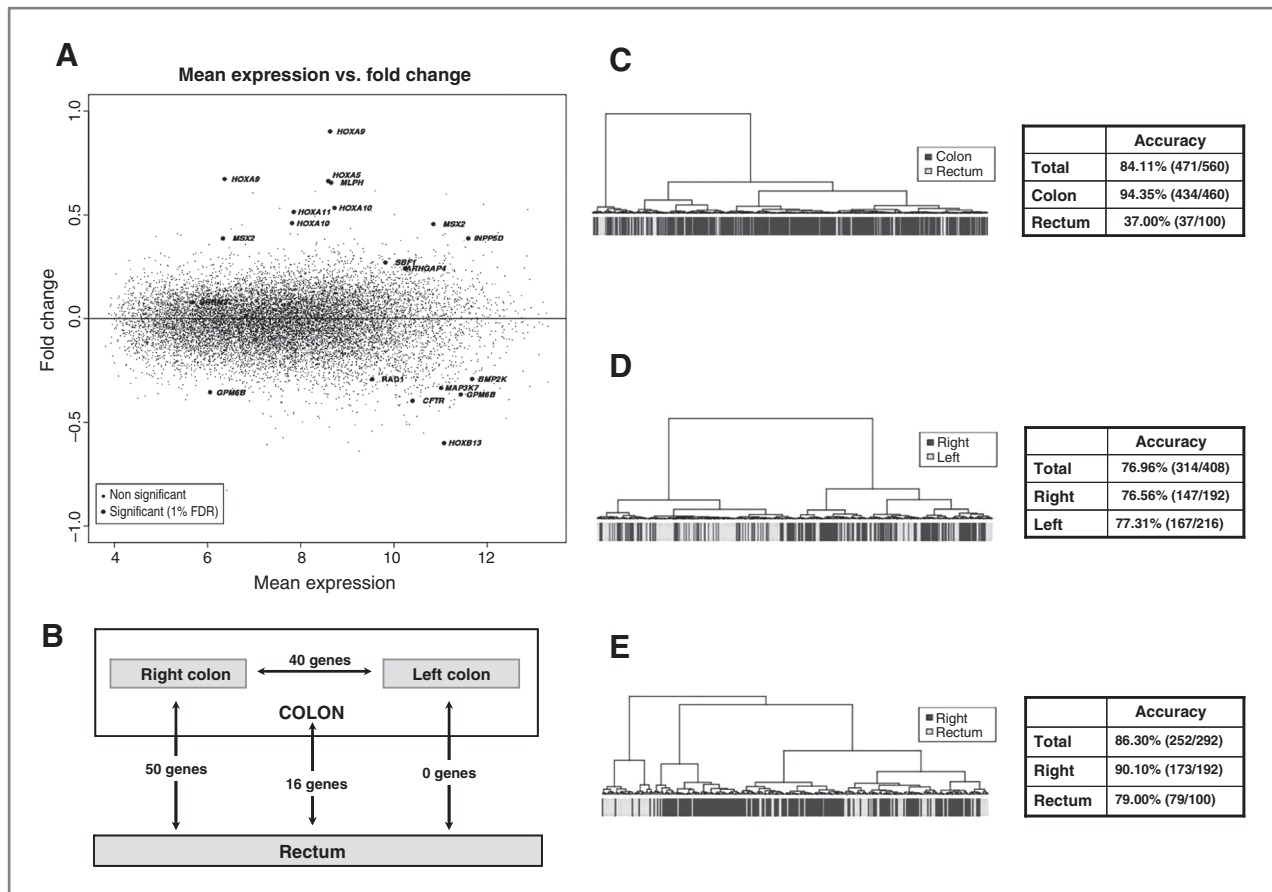 A
Mean expression vs. fold change
Fold change
1.0
0.5
0.0
−0.5
−1.0
HOXA9
HOXA9
HOXA5
MLPH
HOXA11
HOXA10
HOXA10
MSX2
MSX2
INPP5D
SBF1
ARHGAP4
RAD1
BMP2K
MAP3K7
GPM6B
GPM6B
CFTR
HOXB13
Non significant
Significant (1% FDR)
4 6 8 10 12
Mean expression
B
Right colon
40 genes
Left colon
COLON
50 genes
16 genes
0 genes
Rectum
C
Colon
Rectum
Accuracy
Total 84.11% (471/560)
Colon 94.35% (434/460)
Rectum 37.00% (37/100)
D
Right
Left
Accuracy
Total 76.96% (314/408)
Right 76.56% (147/192)
Left 77.31% (167/216)
E
Right
Rectum
Accuracy
Total 86.30% (252/292)
Right 90.10% (173/192)
Rectum 79.00% (79/100)